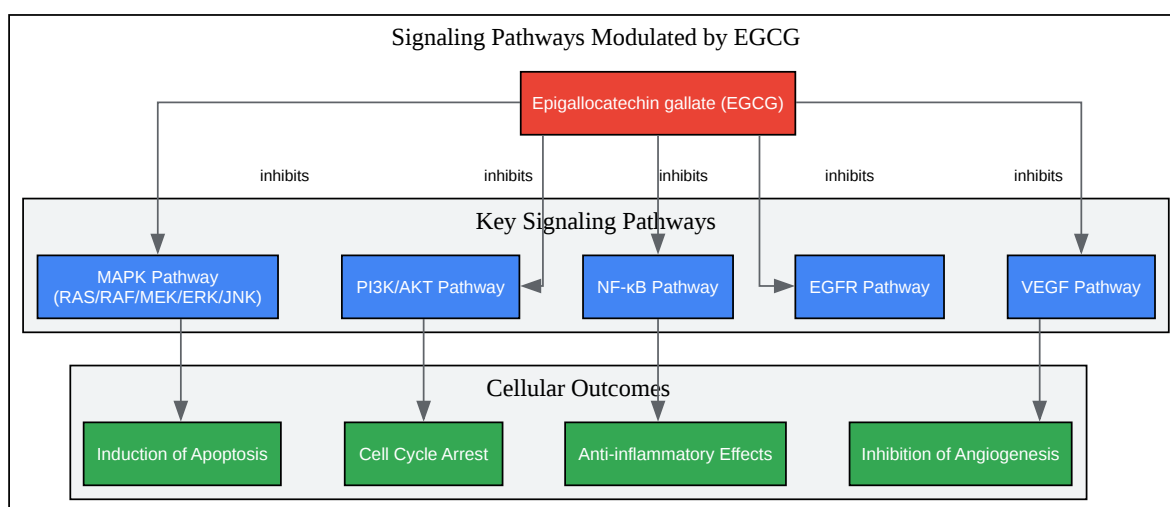 Signaling Pathways Modulated by EGCG
Epigallocatechin gallate (EGCG)
inhibits
inhibits
inhibits
inhibits
inhibits
Key Signaling Pathways
MAPK Pathway
(RAS/RAF/MEK/ERK/JNK)
PI3K/AKT Pathway
NF-κB Pathway
EGFR Pathway
VEGF Pathway
Cellular Outcomes
Induction of Apoptosis
Cell Cycle Arrest
Anti-inflammatory Effects
Inhibition of Angiogenesis